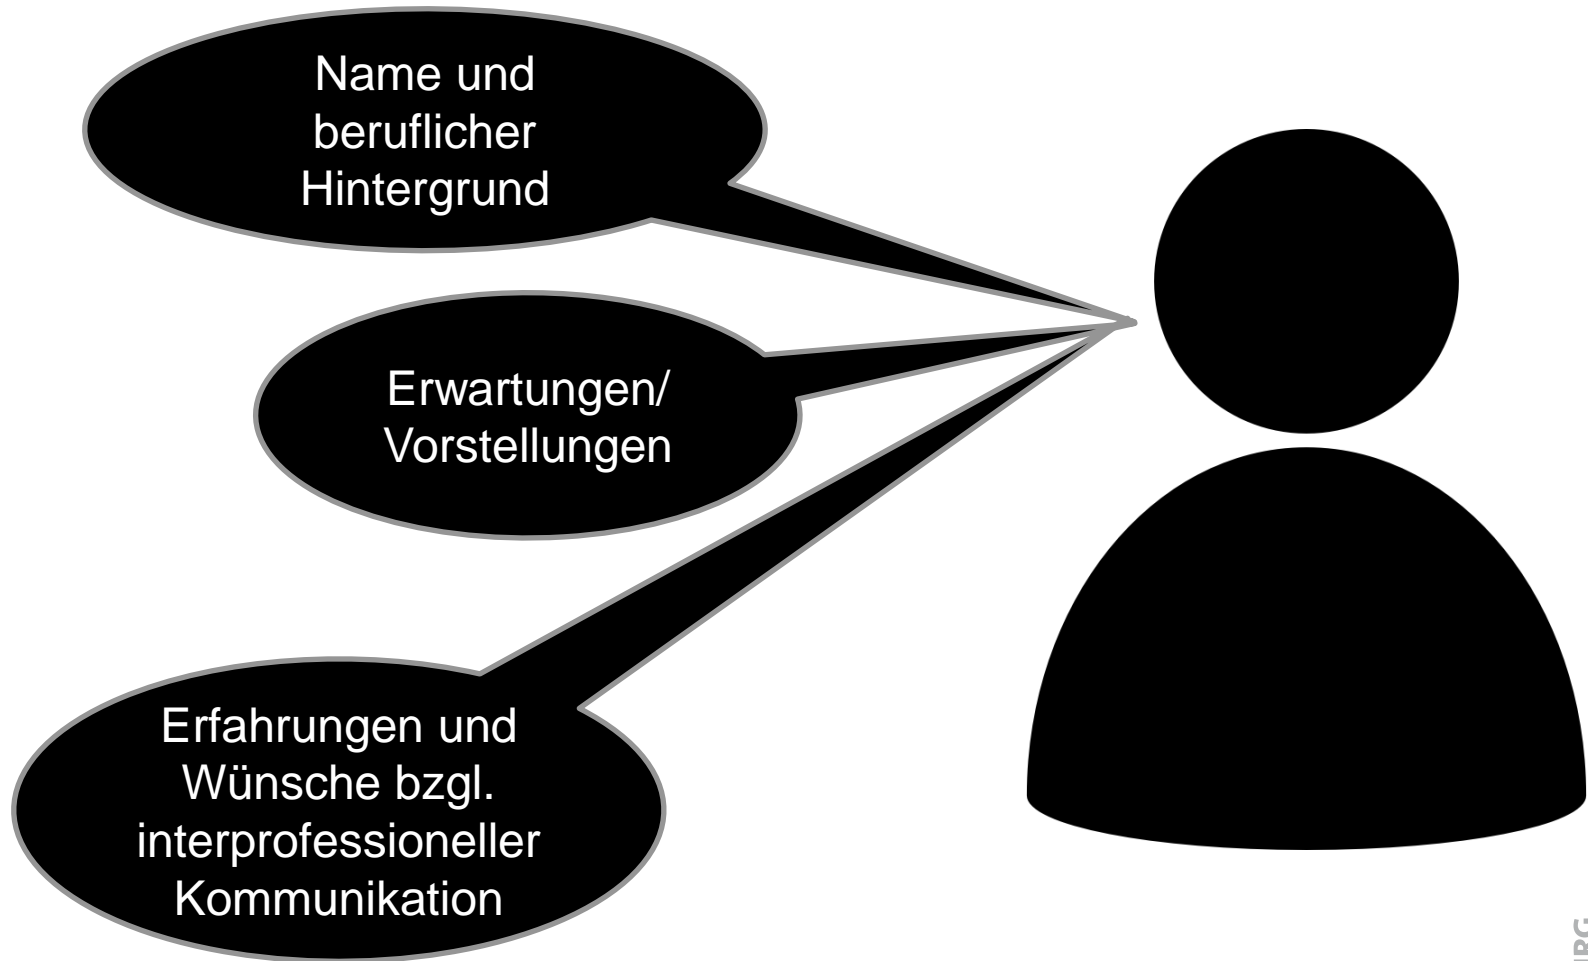 Name und
beruflicher
Hintergrund
Erwartungen/
Vorstellungen
Erfahrungen und
Wünsche bzgl.
interprofessioneller
Kommunikation